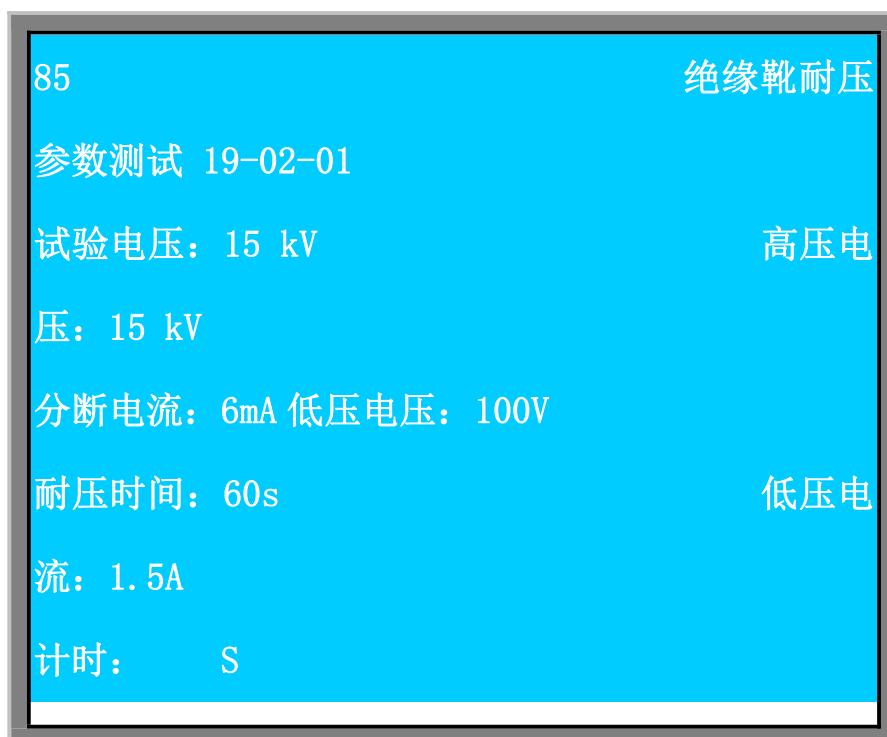 85 绝缘靴耐压
参数测试 19-02-01
试验电压：15 kV 高压电
压：15 kV
分断电流：6mA 低压电压：100V
耐压时间：60s 低压电
流：1.5A
计时： S